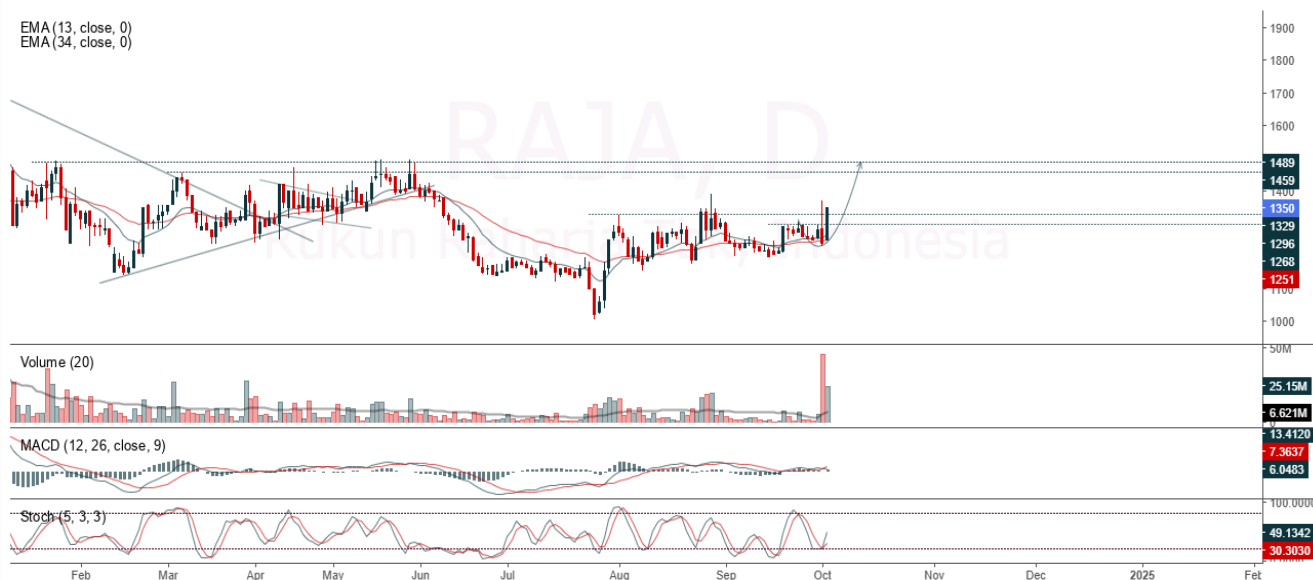 EMA (13, close, 0)
EMA (34, close, 0)
RAJA, D
Indonesia
1900
1800
1700
1600
1489
1459
1400
1350
1329
1296
1268
1251
1100
1000
Volume (20)
50M
25.15M
6.621M
0
MACD (12, 26, close, 9)
13.4120
7.3637
6.0483
Stoch (5, 3, 3)
100.0000
49.1342
30.3030
Feb
Mar
Apr
May
Jun
Jul
Aug
Sep
Oct
Nov
Dec
2025